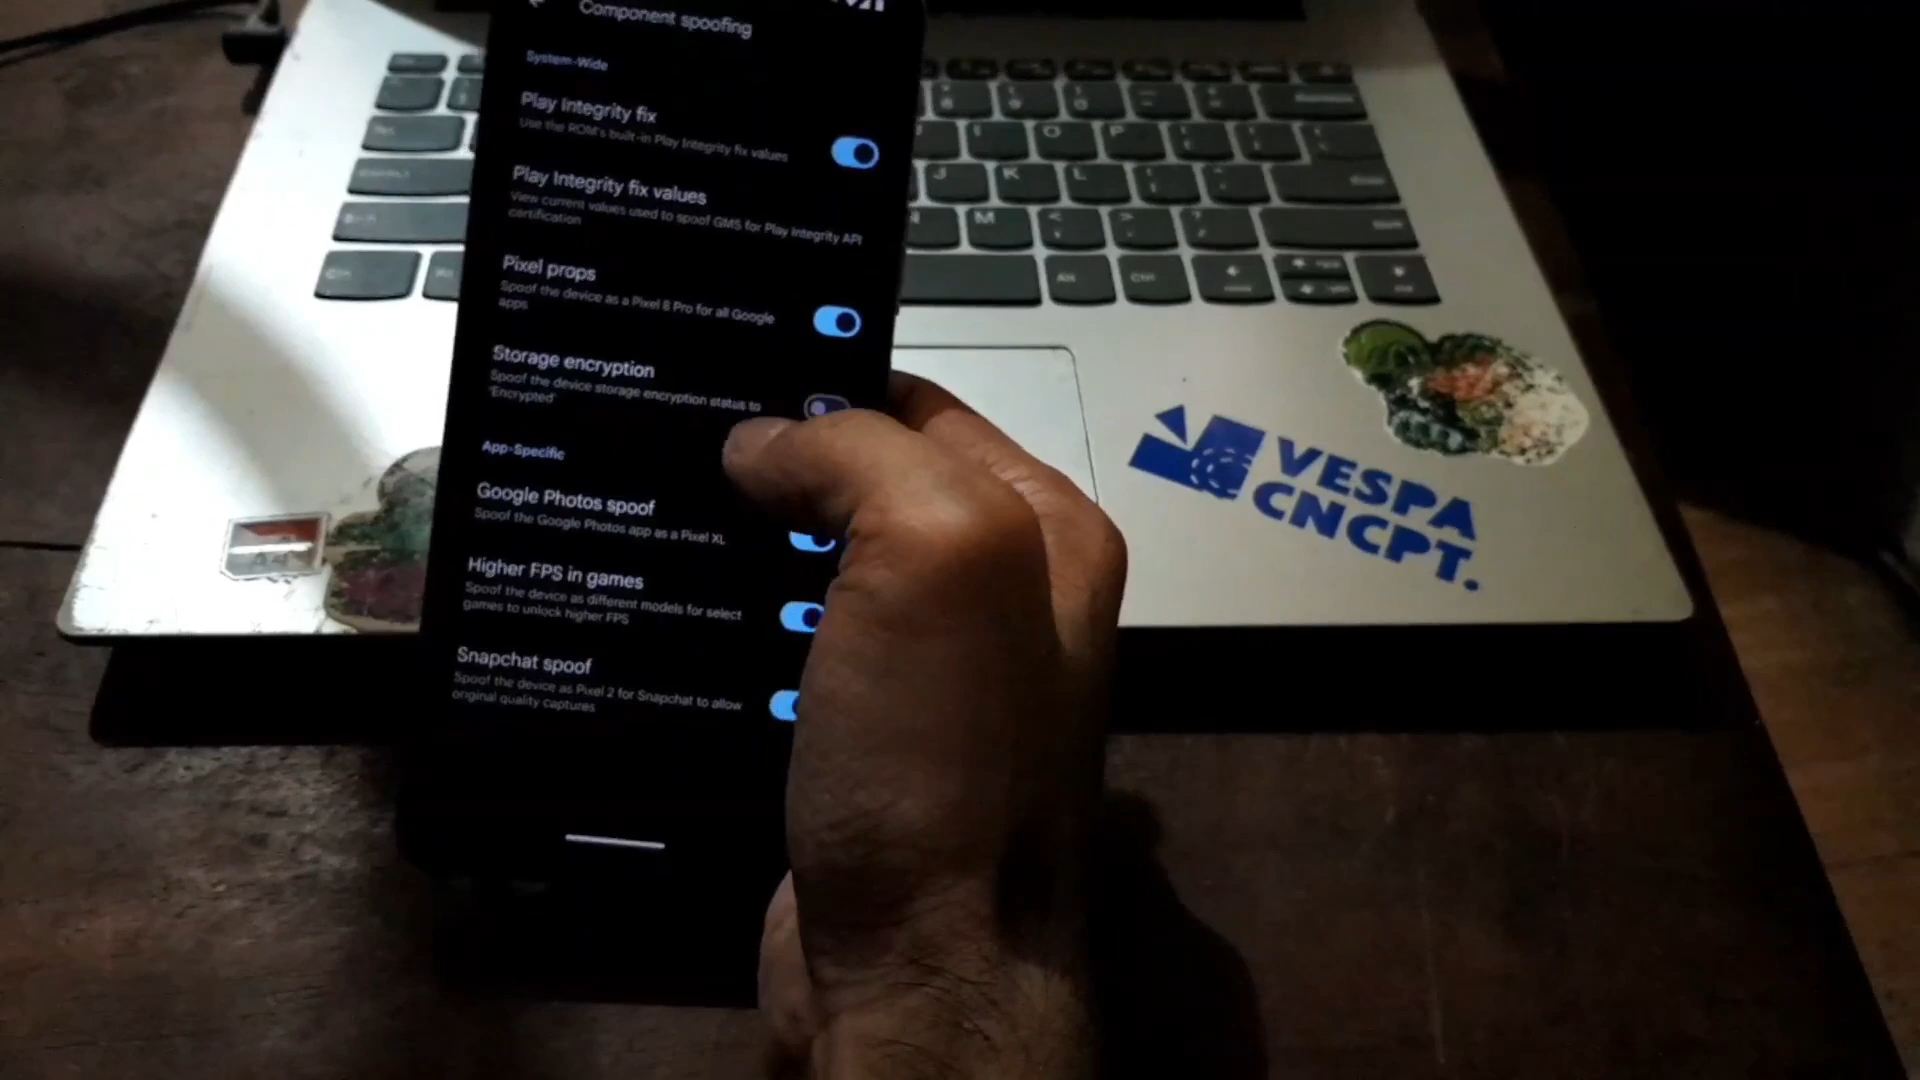 Component spoofing
System-Wide
Play Integrity fix
Use the ROM's built-in Play Integrity fix values
Play Integrity fix values
View current values used to spoof GMS for Play Integrity API
certification
Pixel props
Spoof the device as a Pixel 8 Pro for all Google
apps
Storage encryption
Spoof the device storage encryption status to
'Encrypted'
App-Specific
Google Photos spoof
Spoof the Google Photos app as a Pixel XL
Higher FPS in games
Spoof the device as different models for select
games to unlock higher FPS
Snapchat spoof
Spoof the device as Pixel 2 for Snapchat to allow
original quality captures
O P
J K L
M
VESPA
CNCPT.